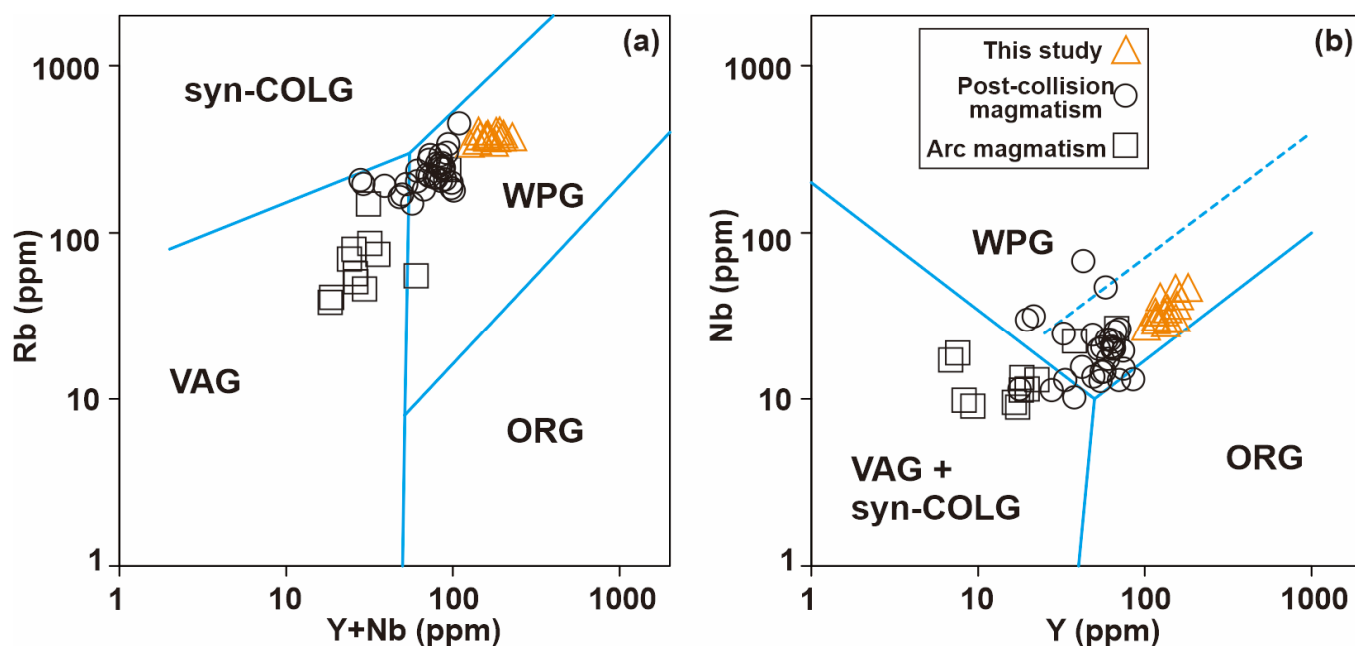 (a)
1000
100
10
1
Rb (ppm)
syn-COLG
WPG
VAG
ORG
1
10
100
1000
Y+Nb (ppm)
(b)
This study
Post-collision
magmatism
Arc magmatism
1000
100
10
1
Nb (ppm)
WPG
VAG +
syn-COLG
ORG
1
10
100
1000
Y (ppm)